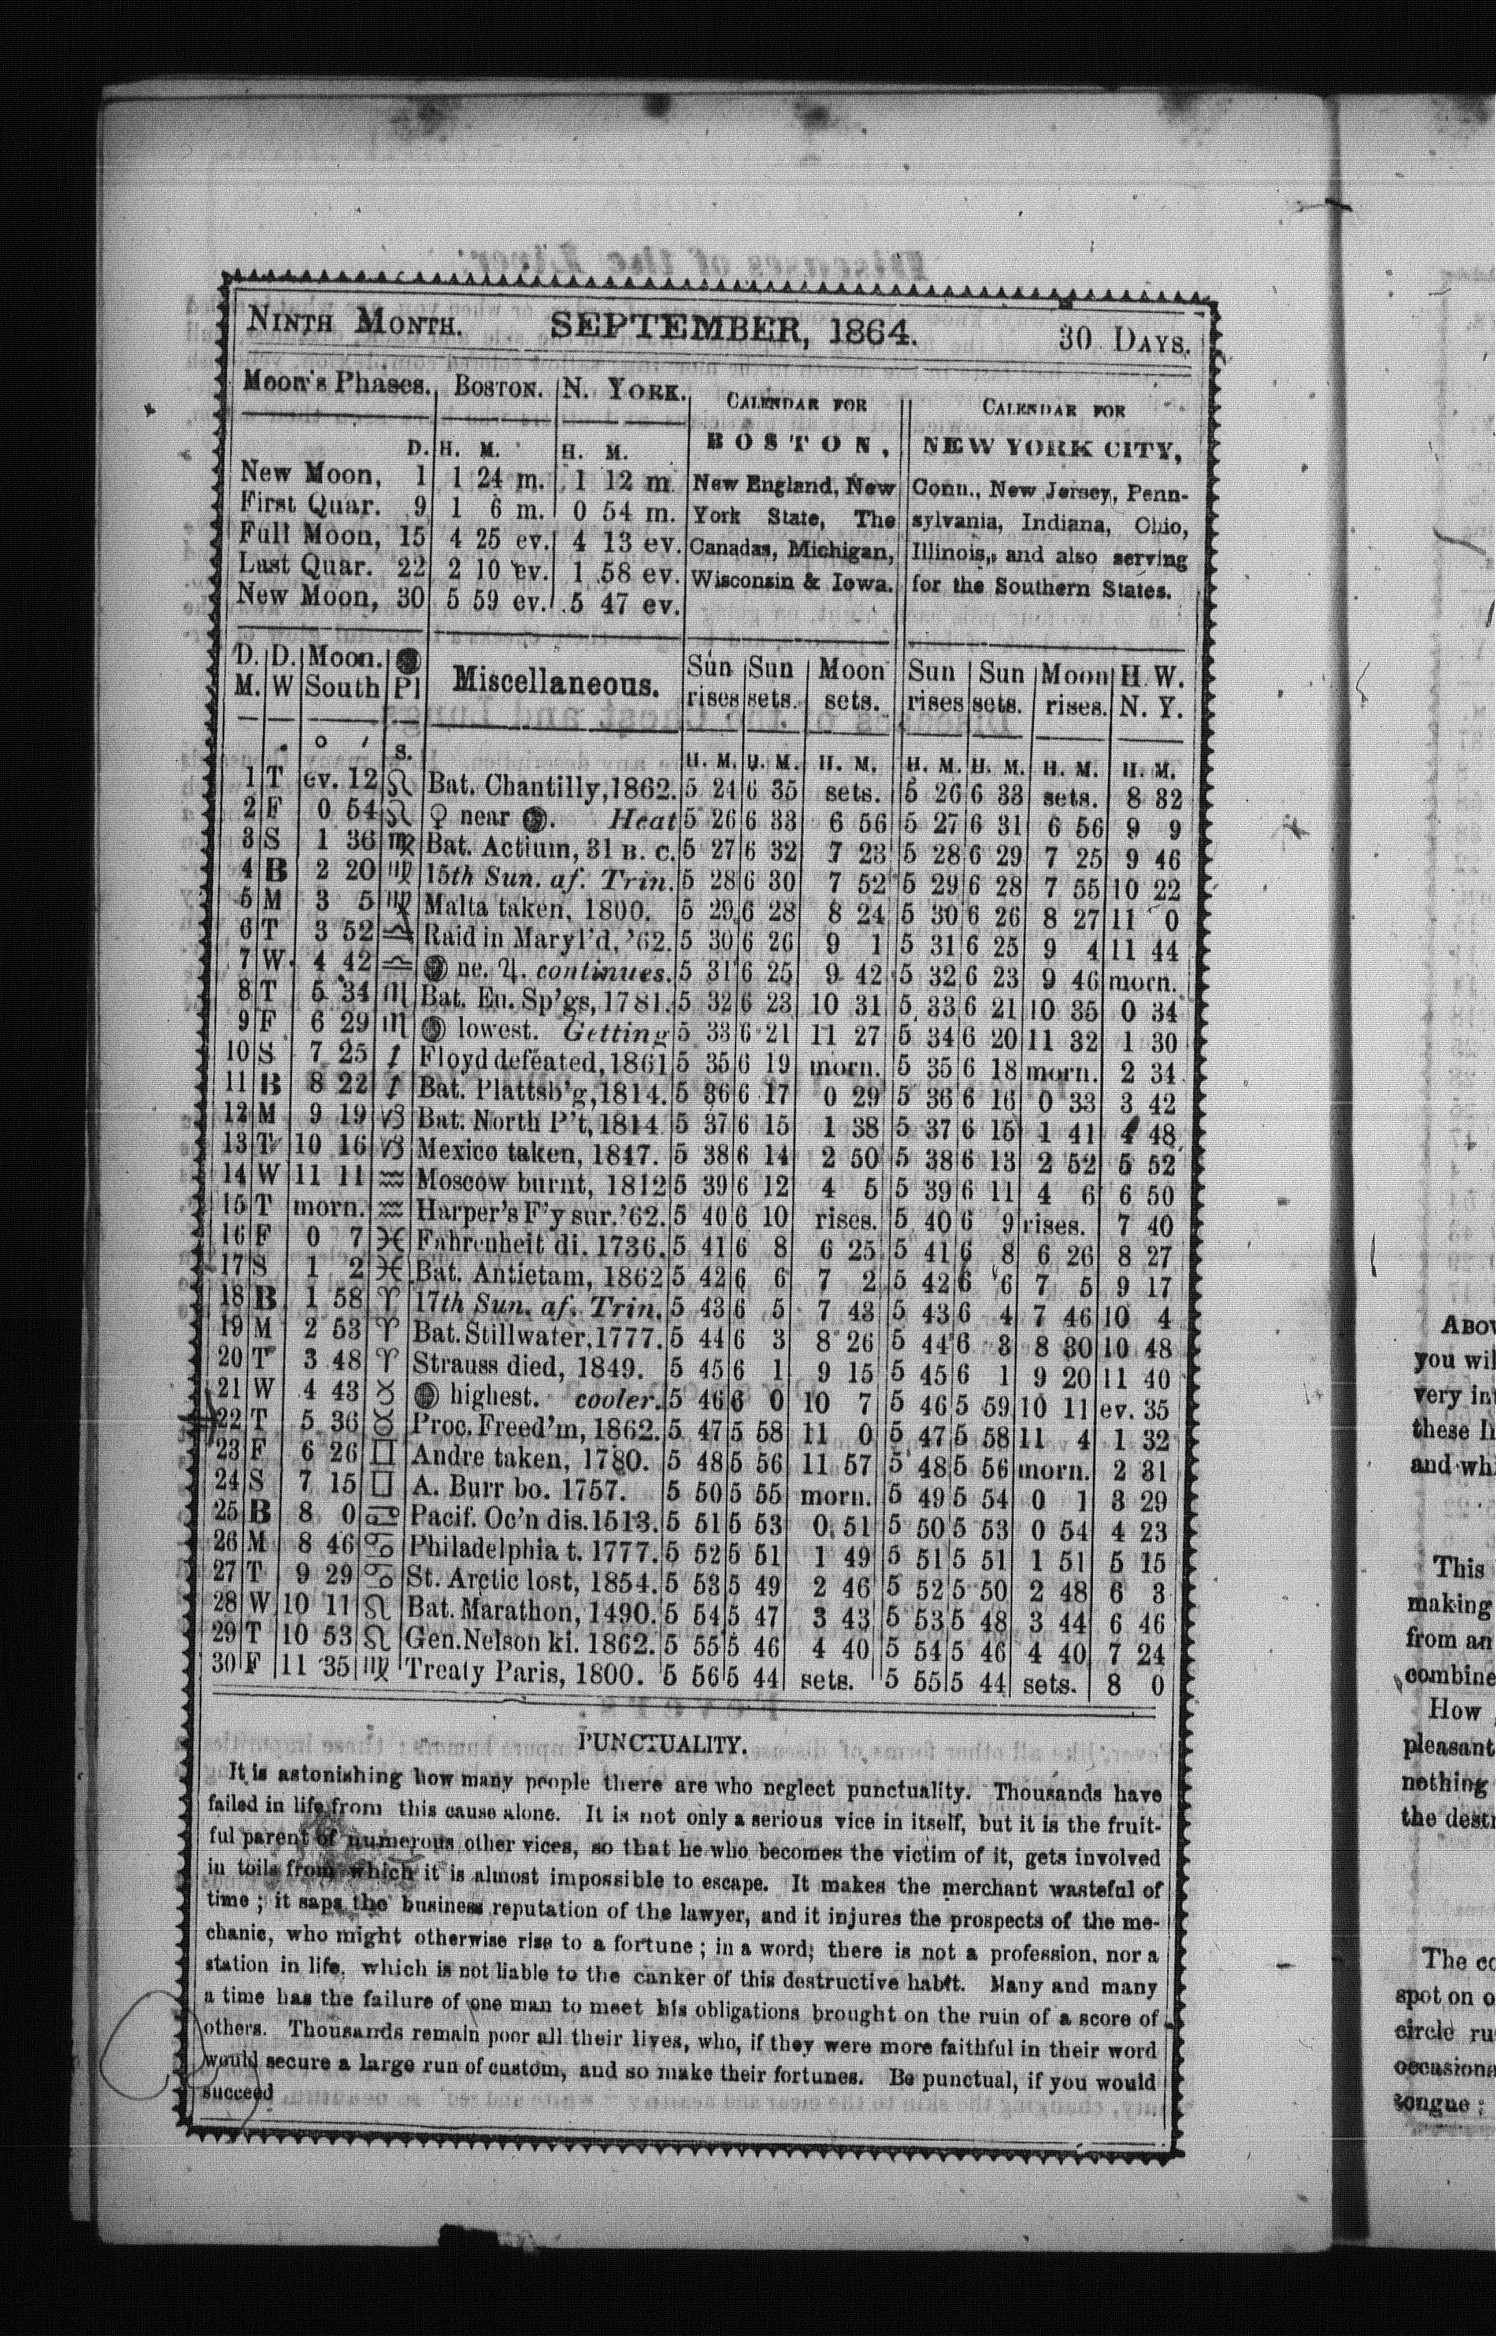 NINTH MONTH. SEPTEMBER, 1864. 30 DAYS.
Moon's Phases. BOSTON. N. YORK. CALENDAR FOR CALENDAR FOR
BOSTON, NEW YORK CITY,
D. H. M. H. M.
New Moon, 1 1 24 m. 1 12 m New England, New Conn., New Jersey, Penn-
First Quar. 9 1 6 m. 0 54 m. York State, The sylvania, Indiana, Ohio,
Full Moon, 15 4 25 ev. 4 13 ev. Canadas, Michigan, Illinois, and also serving
Last Quar. 22 2 10 ev. 1 58 ev. Wisconsin & Iowa. for the Southern States.
New Moon, 30 5 59 ev. 5 47 ev.
D. D. Moon. Sun Sun Moon Sun Sun Moon H. W.
M. W South Pl Miscellaneous. rises sets. sets. rises sets. rises. N. Y.
° ′ s. H. M. H. M. H. M. H. M. H. M. H. M. H. M.
1 T ev. 12 ♌ Bat. Chantilly, 1862. 5 24 6 35 sets. 5 26 6 33 sets. 8 32
2 F 0 54 ♌ ♀ near . Heat 5 26 6 33 6 56 5 27 6 31 6 56 9 9
3 S 1 36 ♍ Bat. Actium, 31 B. C. 5 27 6 32 7 23 5 28 6 29 7 25 9 46
4 B 2 20 ♍ 15th Sun. af. Trin. 5 28 6 30 7 52 5 29 6 28 7 55 10 22
5 M 3 5 ♍ Malta taken, 1800. 5 29 6 28 8 24 5 30 6 26 8 27 11 0
6 T 3 52 ♎ Raid in Maryl'd, '62. 5 30 6 26 9 1 5 31 6 25 9 4 11 44
7 W. 4 42 ♎ ne. ♃. continues. 5 31 6 25 9 42 5 32 6 23 9 46 morn.
8 T 5 34 ♏ Bat. Eu. Sp'gs, 1781. 5 32 6 23 10 31 5 33 6 21 10 35 0 34
9 F 6 29 ♏ lowest. Getting 5 33 6 21 11 27 5 34 6 20 11 32 1 30
10 S 7 25 ♐ Floyd defeated, 1861 5 35 6 19 morn. 5 35 6 18 morn. 2 34
11 B 8 22 ♐ Bat. Plattsb'g, 1814. 5 36 6 17 0 29 5 36 6 16 0 33 3 42
12 M 9 19 ♑ Bat. North P't, 1814 5 37 6 15 1 38 5 37 6 15 1 41 4 48
13 T 10 16 ♑ Mexico taken, 1847. 5 38 6 14 2 50 5 38 6 13 2 52 5 52
14 W 11 11 ♒ Moscow burnt, 1812 5 39 6 12 4 5 5 39 6 11 4 6 6 50
15 T morn. ♒ Harper's F'y sur. '62. 5 40 6 10 rises. 5 40 6 9 rises. 7 40
16 F 0 7 ♓ Fahrenheit di. 1736. 5 41 6 8 6 25 5 41 6 8 6 26 8 27
17 S 1 2 ♓ Bat. Antietam, 1862 5 42 6 6 7 2 5 42 6 6 7 5 9 17
18 B 1 58 ♈ 17th Sun. af. Trin. 5 43 6 5 7 43 5 43 6 4 7 46 10 4
19 M 2 53 ♈ Bat. Stillwater, 1777. 5 44 6 3 8 26 5 44 6 3 8 30 10 48
20 T 3 48 ♈ Strauss died, 1849. 5 45 6 1 9 15 5 45 6 1 9 20 11 40
21 W 4 43 ♉ highest. cooler. 5 46 6 0 10 7 5 46 5 59 10 11 ev. 35
22 T 5 36 ♉ Proc. Freed'm, 1862. 5 47 5 58 11 0 5 47 5 58 11 4 1 32
23 F 6 26 ♊ Andre taken, 1780. 5 48 5 56 11 57 5 48 5 56 morn. 2 31
24 S 7 15 ♊ A. Burr bo. 1757. 5 50 5 55 morn. 5 49 5 54 0 1 3 29
25 B 8 0 ♋ Pacif. Oc'n dis. 1513. 5 51 5 53 0 51 5 50 5 53 0 54 4 23
26 M 8 46 ♋ Philadelphia t. 1777. 5 52 5 51 1 49 5 51 5 51 1 51 5 15
27 T 9 29 ♋ St. Arctic lost, 1854. 5 53 5 49 2 46 5 52 5 50 2 48 6 3
28 W 10 11 ♌ Bat. Marathon, 1490. 5 54 5 47 3 43 5 53 5 48 3 44 6 46
29 T 10 53 ♌ Gen. Nelson ki. 1862. 5 55 5 46 4 40 5 54 5 46 4 40 7 24
30 F 11 35 ♍ Treaty Paris, 1800. 5 56 5 44 sets. 5 55 5 44 sets. 8 0
PUNCTUALITY.
It is astonishing how many people there are who neglect punctuality. Thousands have
failed in life from this cause alone. It is not only a serious vice in itself, but it is the fruit-
ful parent of numerous other vices, so that he who becomes the victim of it, gets involved
in toils from which it is almost impossible to escape. It makes the merchant wasteful of
time; it saps the business reputation of the lawyer, and it injures the prospects of the me-
chanic, who might otherwise rise to a fortune; in a word; there is not a profession, nor a
station in life, which is not liable to the canker of this destructive habit. Many and many
a time has the failure of one man to meet his obligations brought on the ruin of a score of
others. Thousands remain poor all their lives, who, if they were more faithful in their word
would secure a large run of custom, and so make their fortunes. Be punctual, if you would
succeed
you wil
very in
these
and wh
This
making
from an
combine
How
pleasant
nothing
the dest
The co
spot on o
circle ru
occasiona
tongue;